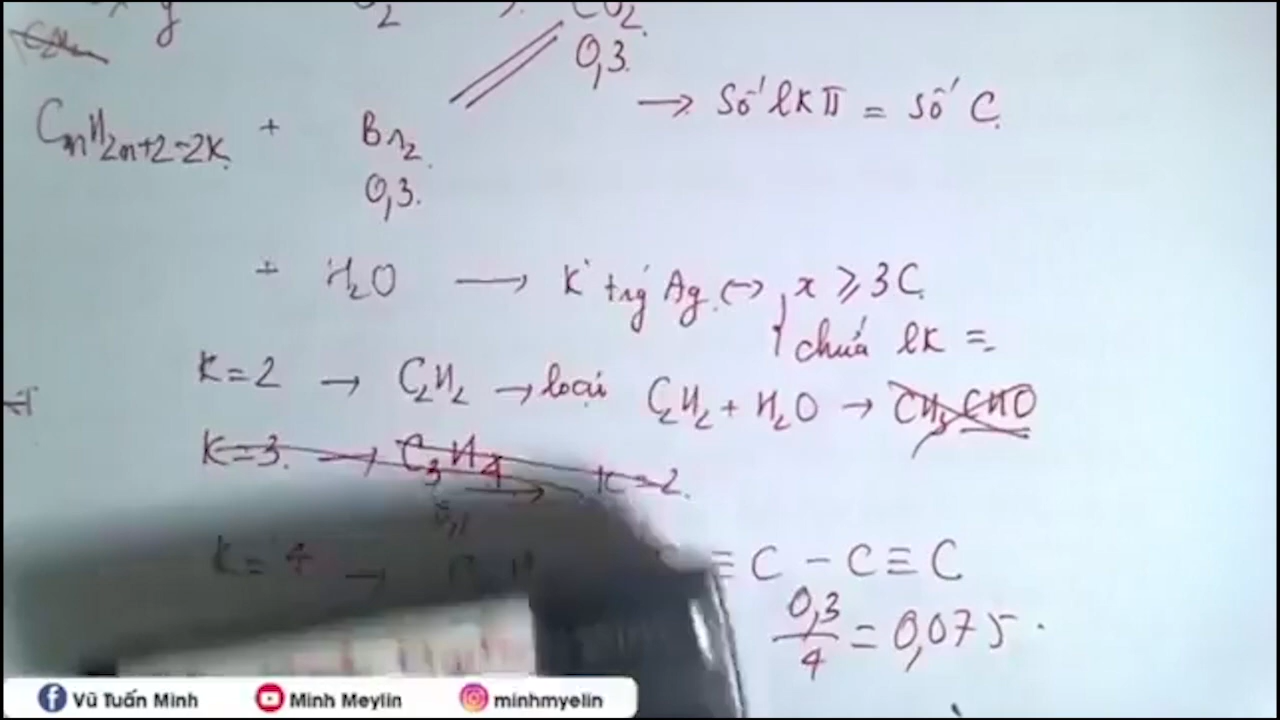 O₂ CO₂
0,3.
CₙH₂ₙ₊₂₋₂ₖ + Br₂ → số lk π = số C.
0,3.
+ H₂O → K° trý Ag. ↔ x ≥ 3C.
chứa lk ≡
K=2 → C₂H₂ → loại C₂H₂ + H₂O → CH₃CHO
K=3. → C₃H₄ K=2.
K=4 → ≡ C – C ≡ C
0,3/4 = 0,075.
Vũ Tuấn Minh Minh Meylin minhmyelin